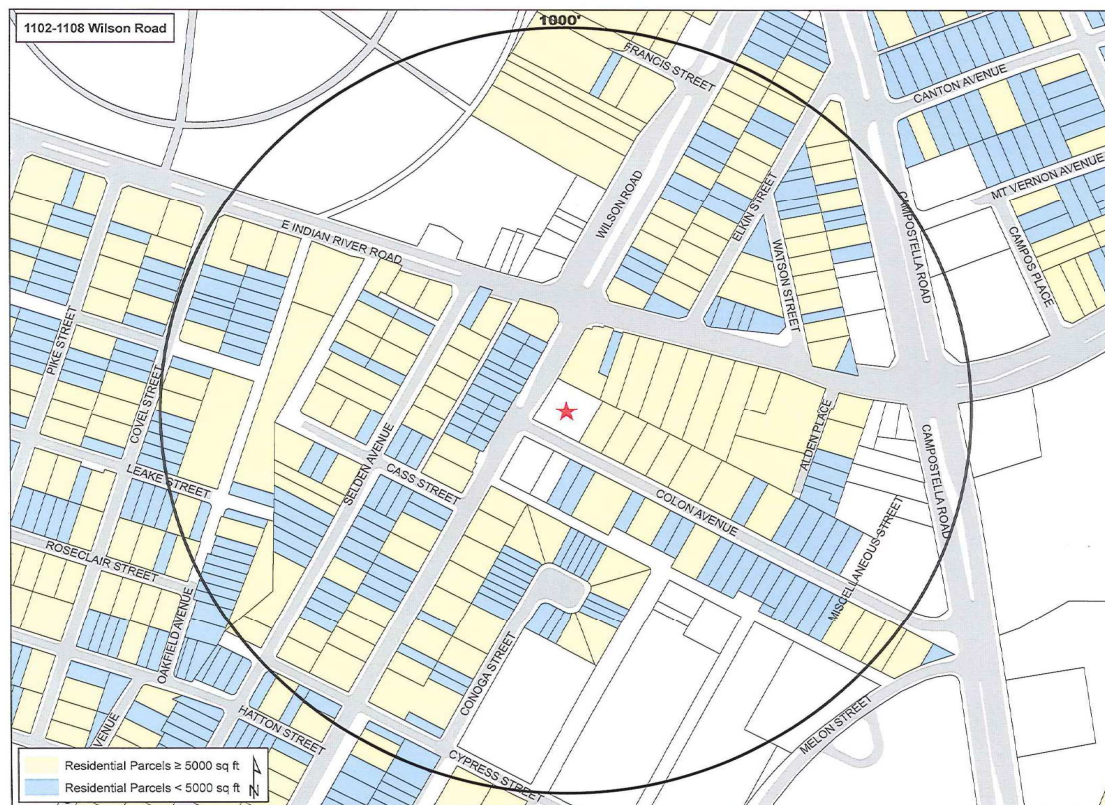 1102-1108 Wilson Road
1000'
FRANCIS STREET
CANTON AVENUE
MT VERNON AVENUE
WILSON ROAD
ELKIN STREET
CAMPOSTELLA ROAD
CAMPOS PLACE
E INDIAN RIVER ROAD
WATSON STREET
PIKE STREET
COVEL STREET
ALDEN PLACE
SELDEN AVENUE
CASS STREET
LEAKE STREET
COLON AVENUE
CAMPOSTELLA ROAD
MISCELLANEOUS STREET
ROSECLAIR STREET
OAKFIELD AVENUE
CONOGA STREET
HATTON STREET
MELON STREET
AVENUE
CYPRESS STREET
Residential Parcels ≥ 5000 sq ft
Residential Parcels < 5000 sq ft
N